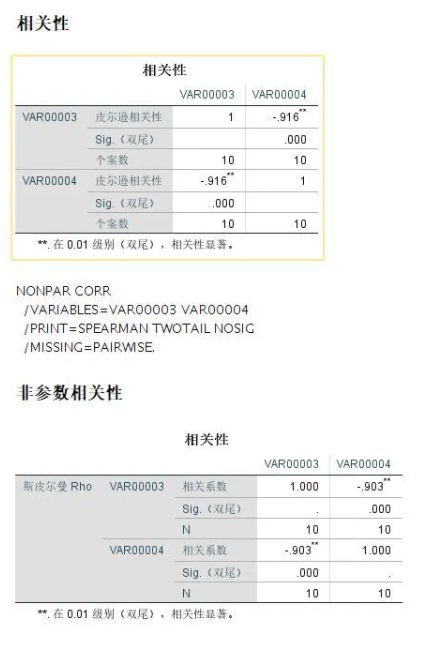 相关性
相关性
VAR00003 VAR00004
VAR00003 皮尔逊相关性 1 -.916**
Sig.（双尾） .000
个案数 10 10
VAR00004 皮尔逊相关性 -.916** 1
Sig.（双尾） .000
个案数 10 10
**. 在 0.01 级别（双尾），相关性显著。
NONPAR CORR
/VARIABLES=VAR00003 VAR00004
/PRINT=SPEARMAN TWOTAIL NOSIG
/MISSING=PAIRWISE.
非参数相关性
相关性
VAR00003 VAR00004
斯皮尔曼 Rho VAR00003 相关系数 1.000 -.903**
Sig.（双尾） . .000
N 10 10
VAR00004 相关系数 -.903** 1.000
Sig.（双尾） .000 .
N 10 10
**. 在 0.01 级别（双尾），相关性显著。